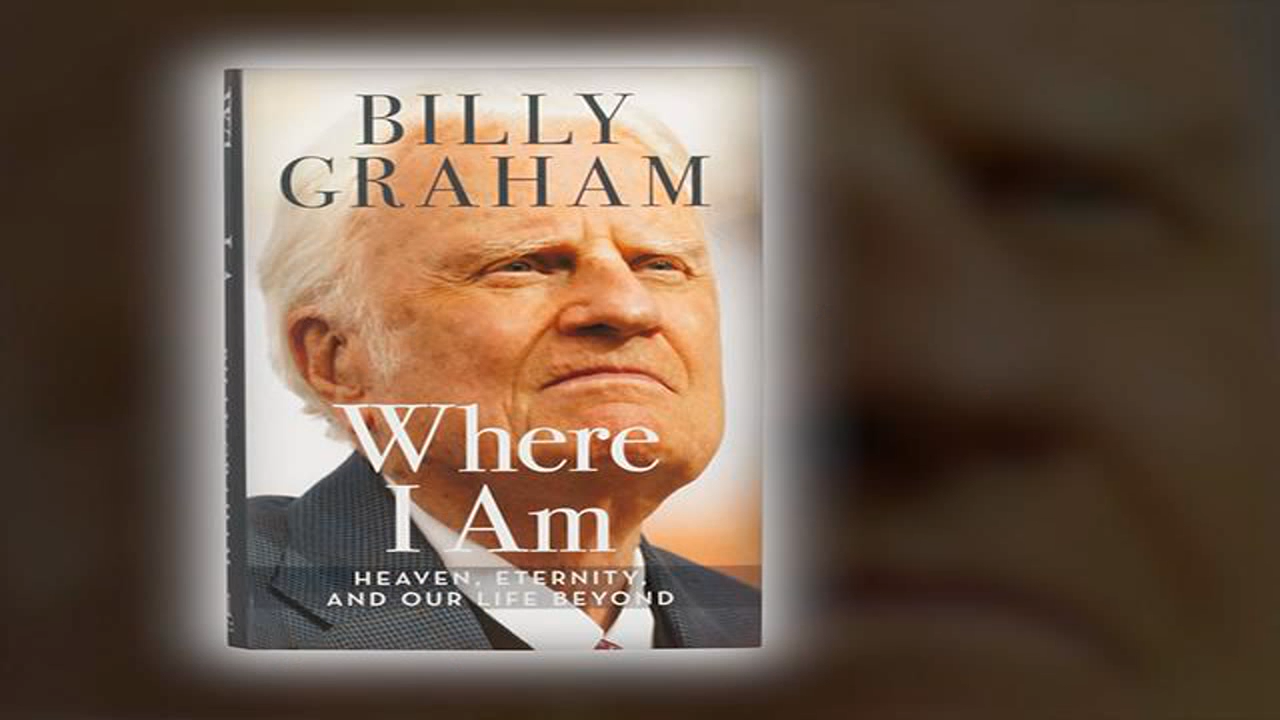 BILLY
GRAHAM
Where
I Am
HEAVEN, ETERNITY,
AND OUR LIFE BEYOND